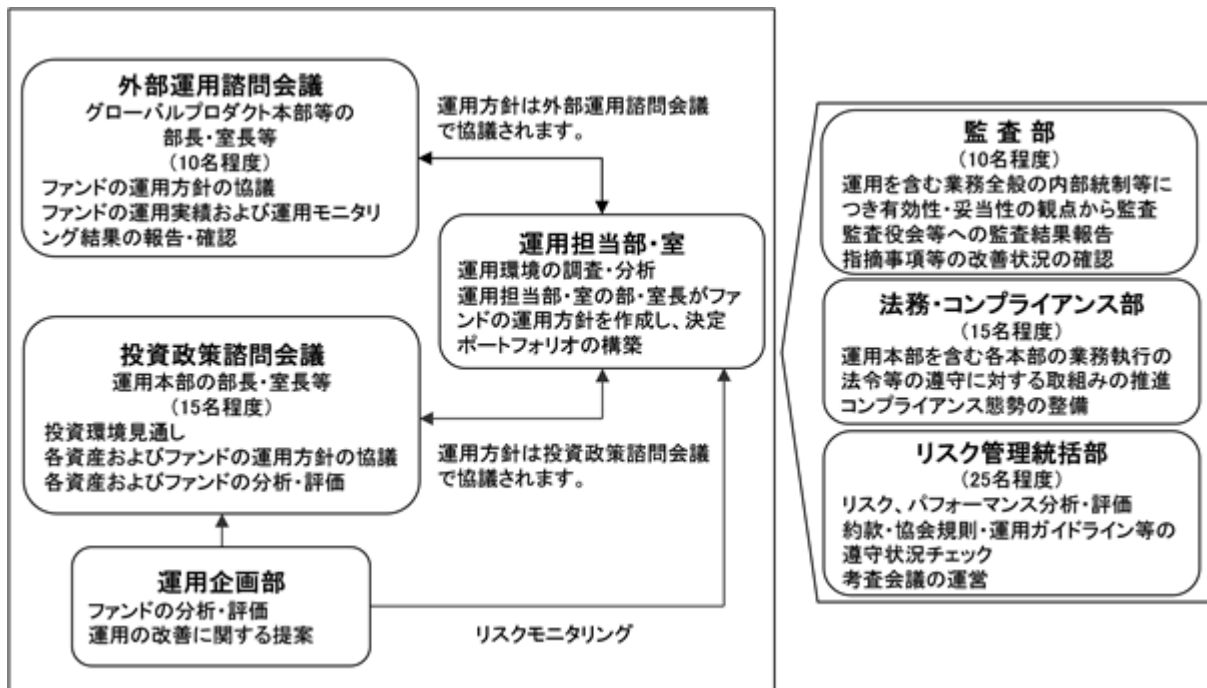 外部運用諮問会議
グローバルプロダクト本部等の
部長・室長等
(10名程度)
ファンドの運用方針の協議
ファンドの運用実績および運用モニタリ
ング結果の報告・確認
運用方針は外部運用諮問会議
で協議されます。
運用担当部・室
運用環境の調査・分析
運用担当部・室の部・室長がファ
ンドの運用方針を作成し、決定
ポートフォリオの構築
投資政策諮問会議
運用本部の部長・室長等
(15名程度)
投資環境見通し
各資産およびファンドの運用方針の協議
各資産およびファンドの分析・評価
運用方針は投資政策諮問会議
で協議されます。
運用企画部
ファンドの分析・評価
運用の改善に関する提案
リスクモニタリング
監 査 部
(10名程度)
運用を含む業務全般の内部統制等に
つき有効性・妥当性の観点から監査
監査役会等への監査結果報告
指摘事項等の改善状況の確認
法務・コンプライアンス部
(15名程度)
運用本部を含む各本部の業務執行の
法令等の遵守に対する取組みの推進
コンプライアンス態勢の整備
リスク管理統括部
(25名程度)
リスク、パフォーマンス分析・評価
約款・協会規則・運用ガイドライン等の
遵守状況チェック
考査会議の運営